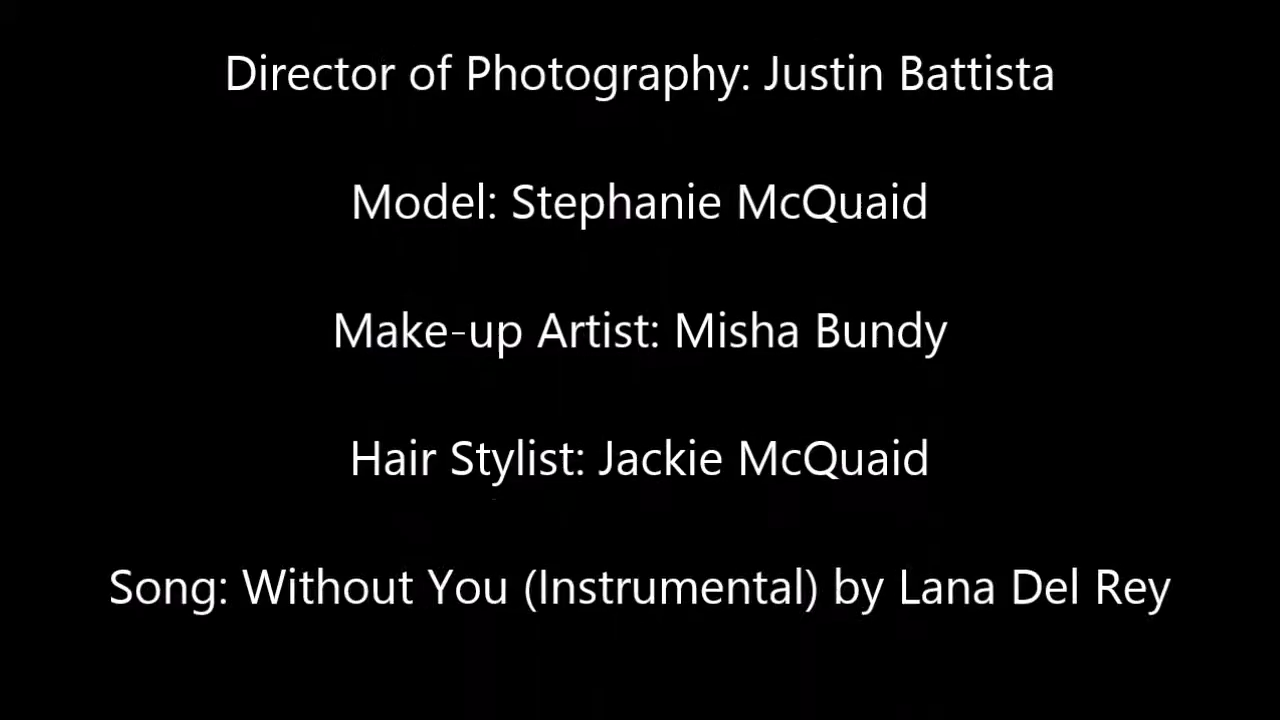 Director of Photography: Justin Battista
Model: Stephanie McQuaid
Make-up Artist: Misha Bundy
Hair Stylist: Jackie McQuaid
Song: Without You (Instrumental) by Lana Del Rey